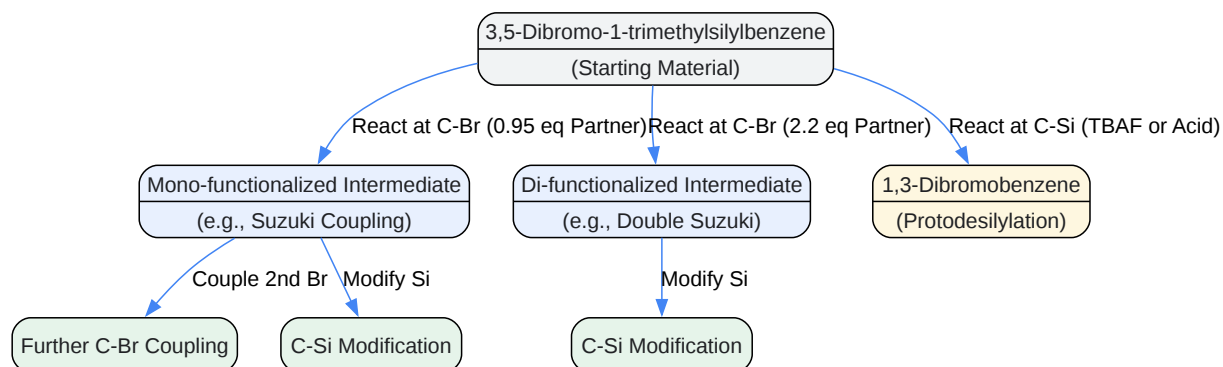 3,5-Dibromo-1-trimethylsilylbenzene
(Starting Material)
React at C-Br (0.95 eq Partner)
React at C-Br (2.2 eq Partner)
React at C-Si (TBAF or Acid)
Mono-functionalized Intermediate
(e.g., Suzuki Coupling)
Di-functionalized Intermediate
(e.g., Double Suzuki)
1,3-Dibromobenzene
(Protodesilylation)
Couple 2nd Br
Modify Si
Modify Si
Further C-Br Coupling
C-Si Modification
C-Si Modification